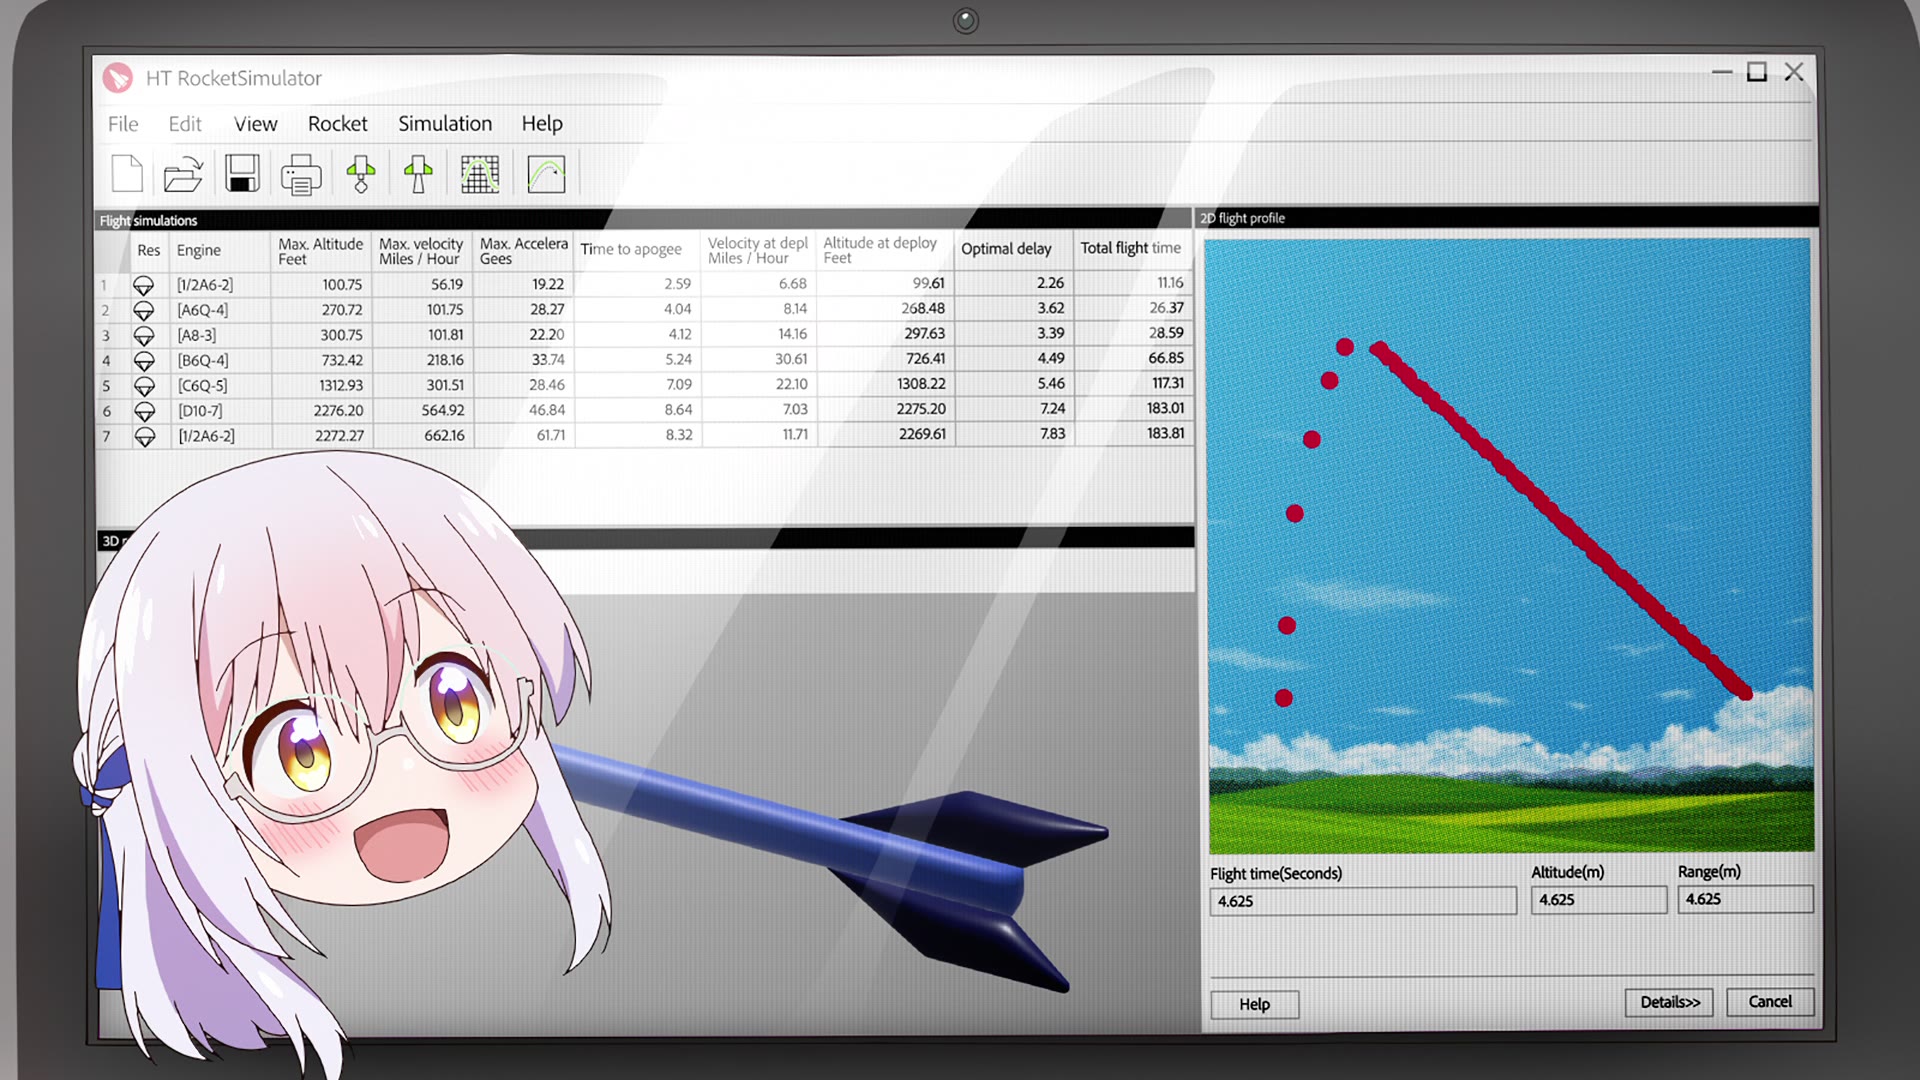 HT RocketSimulator
File Edit View Rocket Simulation Help
Flight simulations
Res Engine Max. Altitude Feet Max. velocity Miles / Hour Max. Accelera Gees Time to apogee Velocity at depl Miles / Hour Altitude at deploy Feet Optimal delay Total flight time
1 [1/2A6-2] 100.75 56.19 19.22 2.59 6.68 99.61 2.26 11.16
2 [A6Q-4] 270.72 101.75 28.27 4.04 8.14 268.48 3.62 26.37
3 [A8-3] 300.75 101.81 22.20 4.12 14.16 297.63 3.39 28.59
4 [B6Q-4] 732.42 218.16 33.74 5.24 30.61 726.41 4.49 66.85
5 [C6Q-5] 1312.93 301.51 28.46 7.09 22.10 1308.22 5.46 117.31
6 [D10-7] 2276.20 564.92 46.84 8.64 7.03 2275.20 7.24 183.01
7 [1/2A6-2] 2272.27 662.16 61.71 8.32 11.71 2269.61 7.83 183.81
3D
2D flight profile
Flight time(Seconds) Altitude(m) Range(m)
4.625 4.625 4.625
Help Details>> Cancel